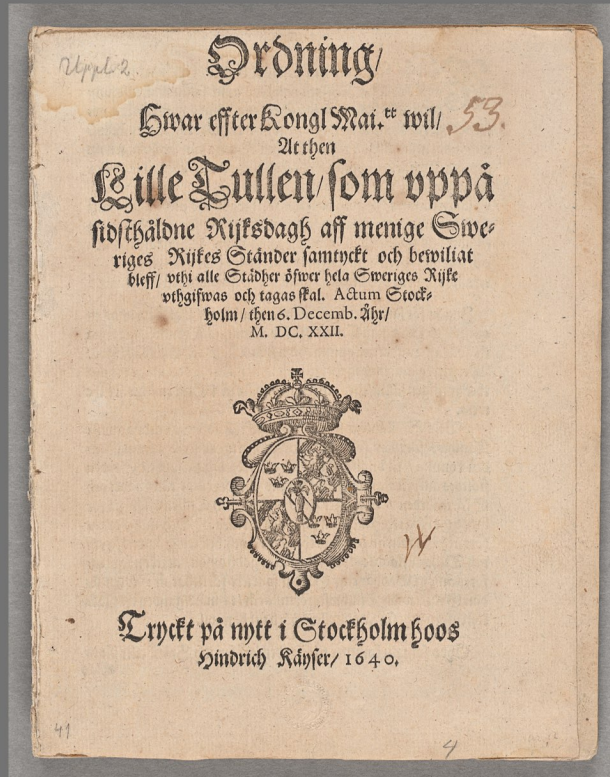 Uppl. 2.
Ordning/
Hwar effter Kongl Mai.tt wil/ 53.
At then
Lille Tullen/ som vppå
sidsthåldne Rijksdagh aff menige Swe-
riges Rijkes Ständer samtyckt och bewiliat
bleff/ vthi alle Städher öfwer hela Sweriges Rijke
vthgifwas och tagas skal. Actum Stock-
holm/ then 6. Decemb. Åhr/
M. DC. XXII.
Tryckt på nytt i Stockholm hoos
Hindrich Käyser/ 1640.
41
4